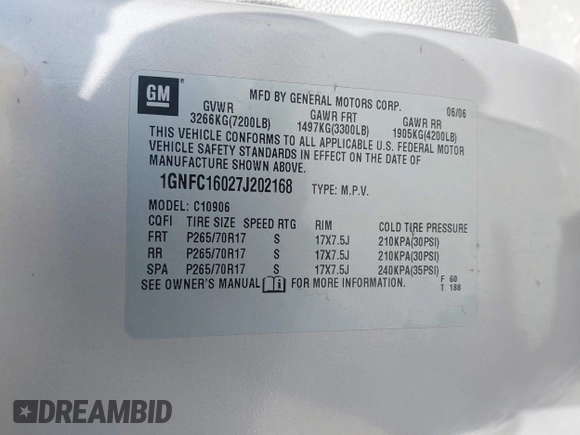 GM
MFD BY GENERAL MOTORS CORP. 06/06
GVWR GAWR FRT GAWR RR
3266KG(7200LB) 1497KG(3300LB) 1905KG(4200LB)
THIS VEHICLE CONFORMS TO ALL APPLICABLE U.S. FEDERAL MOTOR
VEHICLE SAFETY STANDARDS IN EFFECT ON THE DATE OF
MANUFACTURE SHOWN ABOVE.
1GNFC16027J202168 TYPE: M.P.V.
MODEL: C10906
CQFI TIRE SIZE SPEED RTG RIM COLD TIRE PRESSURE
FRT P265/70R17 S 17X7.5J 210KPA(30PSI)
RR P265/70R17 S 17X7.5J 210KPA(30PSI)
SPA P265/70R17 S 17X7.5J 240KPA(35PSI)
SEE OWNER'S MANUAL i FOR MORE INFORMATION. F 60
T 188
DREAMBID